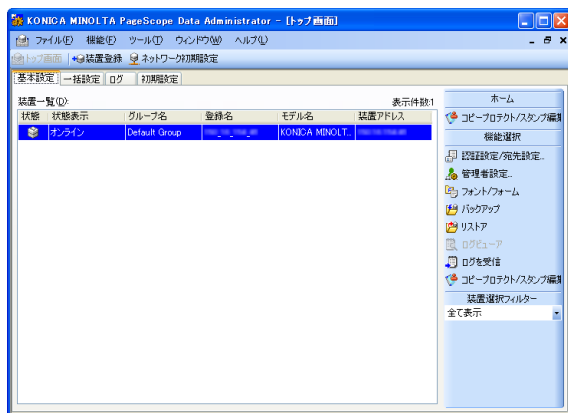 KONICA MINOLTA PageScope Data Administrator - [トップ画面]
ファイル(F) 機能(E) ツール(T) ウィンドウ(W) ヘルプ(L)
トップ画面 装置登録 ネットワーク初期設定
基本設定 一括設定 ログ 初期設定
装置一覧(D): 表示件数:1
状態 状態表示 グループ名 登録名 モデル名 装置アドレス
オンライン Default Group KONICA MINOLT...
ホーム
コピープロテクト/スタンプ編集
機能選択
認証設定/宛先設定...
管理者設定...
フォント/フォーム
バックアップ
リストア
ログビューア
ログを受信
コピープロテクト/スタンプ編集
装置選択フィルター
全て表示